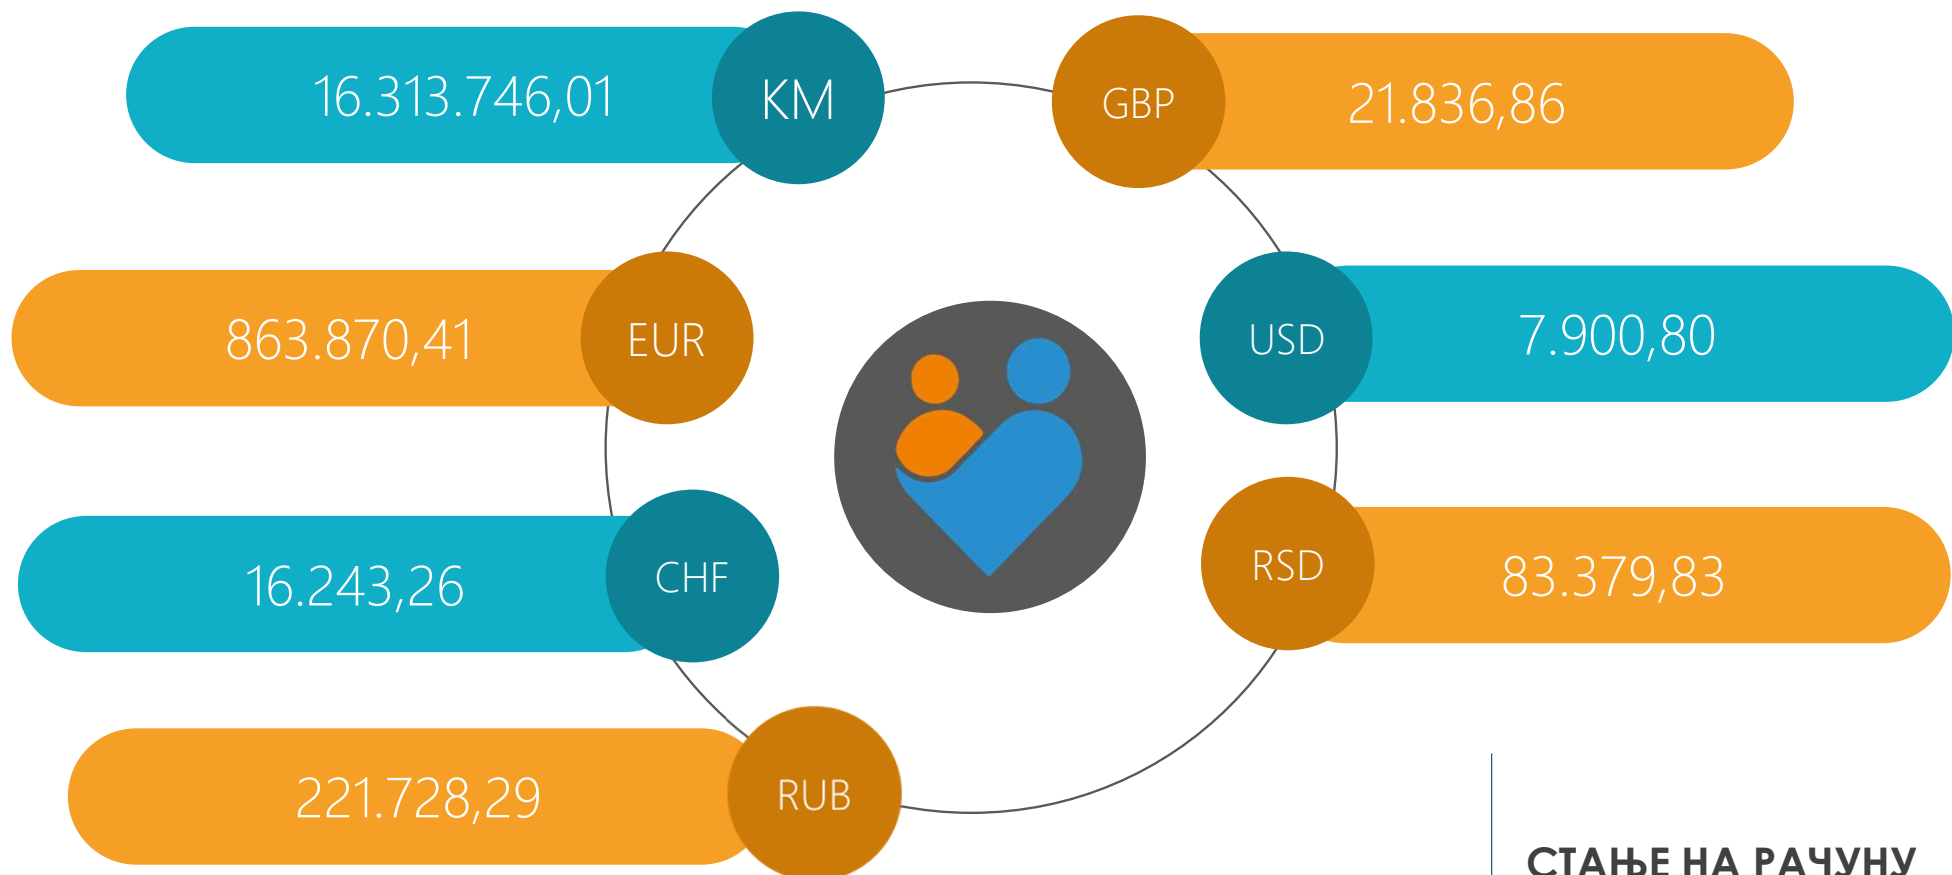 16.313.746,01 KM
GBP 21.836,86
863.870,41 EUR
USD 7.900,80
16.243,26 CHF
RSD 83.379,83
221.728,29 RUB
СТАЊЕ НА РАЧУНУ